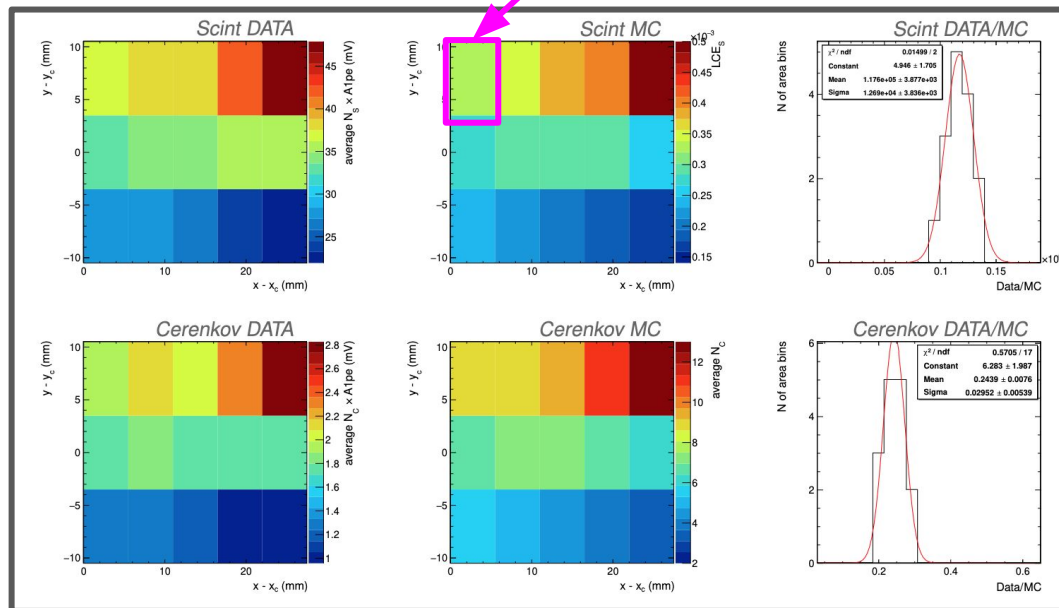 Scint DATA
y - y_c (mm)
10
5
0
−5
−10
0
10
20
x - x_c (mm)
45
40
35
30
25
average N_S × A1pe (mV)
Scint MC
y - y_c (mm)
10
5
0
−5
−10
0
10
20
x - x_c (mm)
×10⁻³
0.5
0.45
0.4
0.35
0.3
0.25
0.2
0.15
LCE_S
Scint DATA/MC
N of area bins
χ² / ndf 0.01499 / 2
Constant 4.946 ± 1.705
Mean 1.176e+05 ± 3.877e+03
Sigma 1.269e+04 ± 3.836e+03
4
2
0
0
0.05
0.1
0.15
Data/MC
Cerenkov DATA
y - y_c (mm)
10
5
0
−5
−10
0
10
20
x - x_c (mm)
2.8
2.6
2.4
2.2
2
1.8
1.6
1.4
1.2
1
average N_C × A1pe (mV)
Cerenkov MC
y - y_c (mm)
10
5
0
−5
−10
0
10
20
x - x_c (mm)
12
10
8
6
4
2
average N_C
Cerenkov DATA/MC
N of area bins
χ² / ndf 0.5705 / 17
Constant 6.283 ± 1.987
Mean 0.2439 ± 0.0076
Sigma 0.02952 ± 0.00539
6
4
2
0
0.2
0.4
0.6
Data/MC